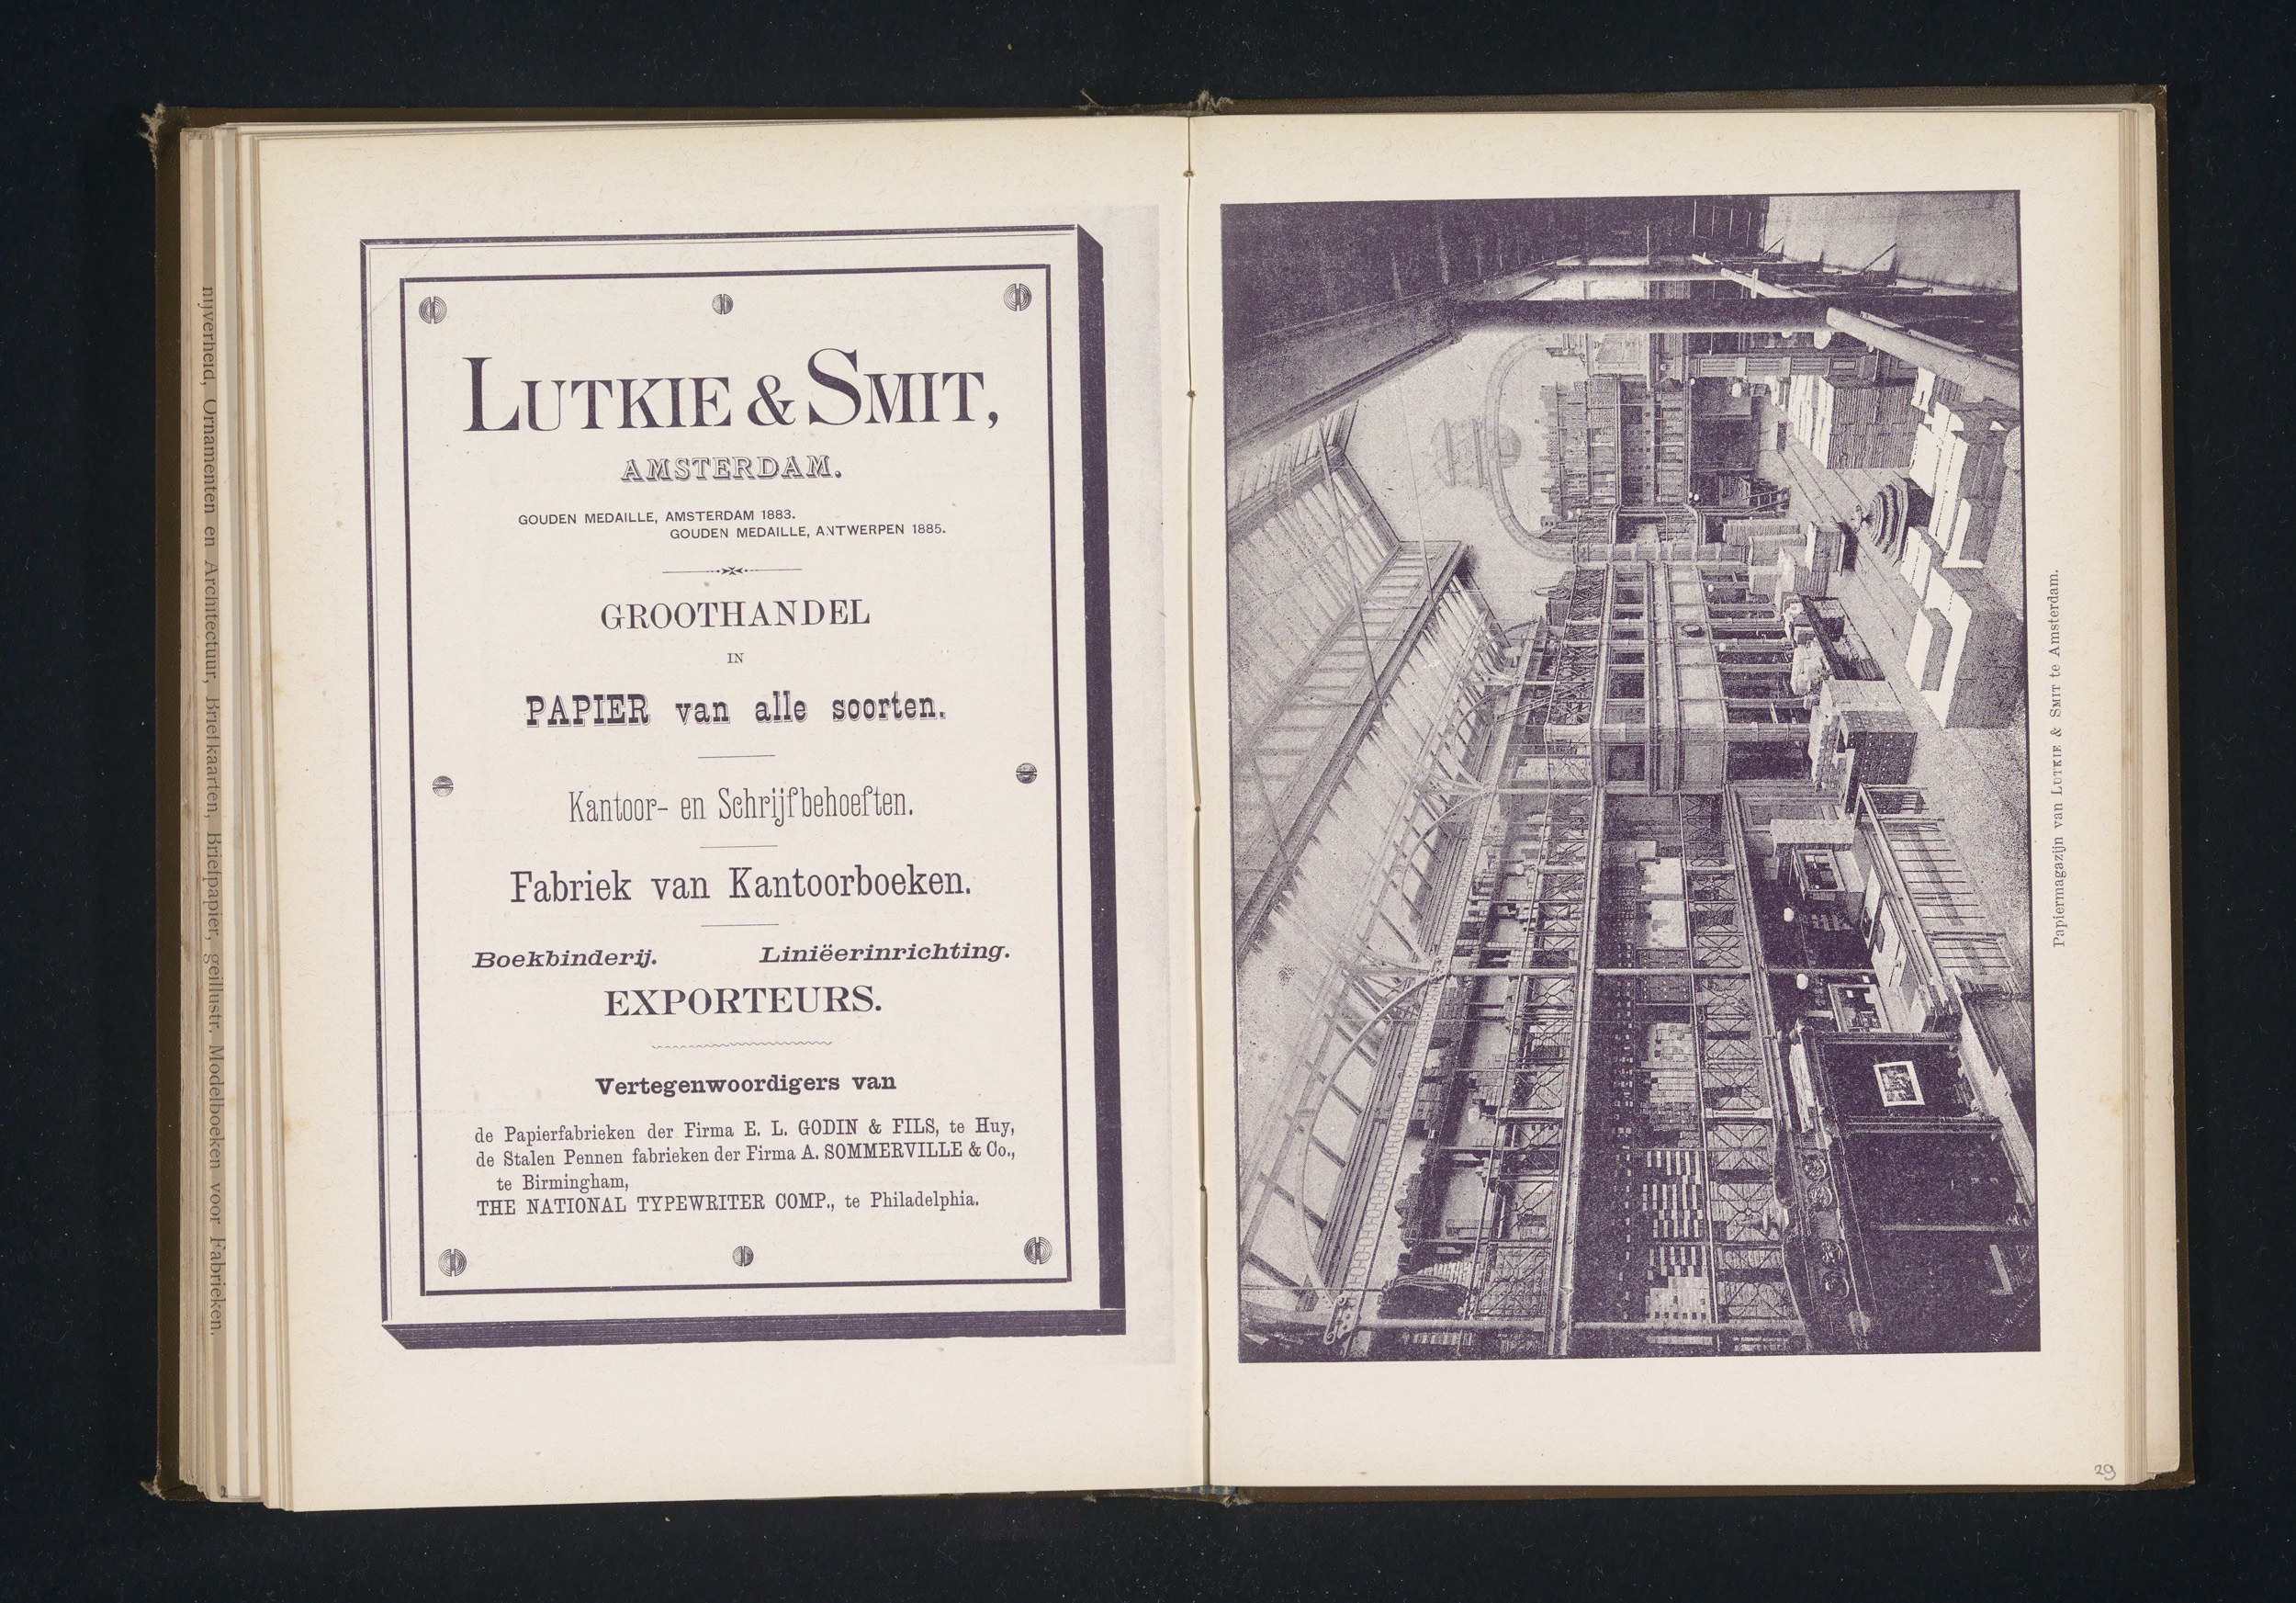 nijverheid, Ornamenten en Architectuur, Briefkaarten, Briefpapier, geïllustr. Modelboeken voor Fabrieken.
LUTKIE & SMIT,
AMSTERDAM.
GOUDEN MEDAILLE, AMSTERDAM 1883.
GOUDEN MEDAILLE, ANTWERPEN 1885.
GROOTHANDEL
IN
PAPIER van alle soorten.
Kantoor- en Schrijfbehoeften.
Fabriek van Kantoorboeken.
Boekbinderij. Liniëerinrichting.
EXPORTEURS.
Vertegenwoordigers van
de Papierfabrieken der Firma E. L. GODIN & FILS, te Huy,
de Stalen Pennen fabrieken der Firma A. SOMMERVILLE & Co.,
te Birmingham,
THE NATIONAL TYPEWRITER COMP., te Philadelphia.
Papiermagazijn van LUTKIE & SMIT te Amsterdam.
29